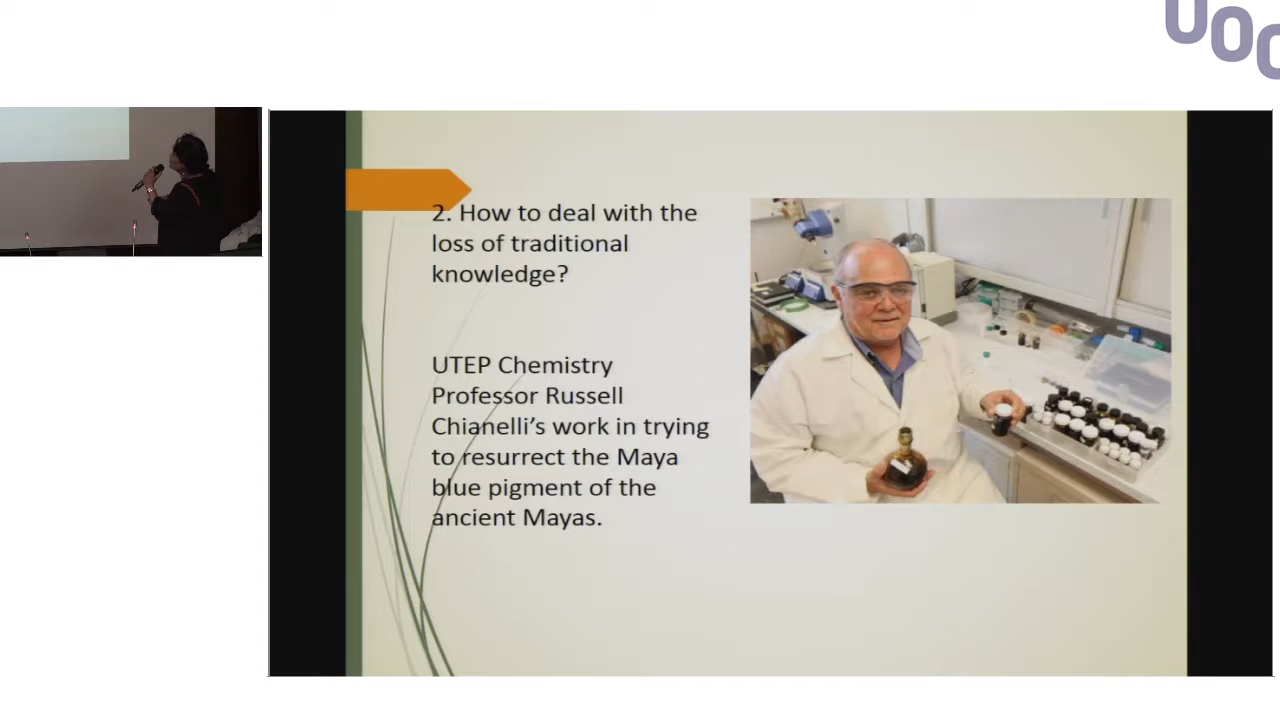 UOC
2. How to deal with the
loss of traditional
knowledge?
UTEP Chemistry
Professor Russell
Chianelli’s work in trying
to resurrect the Maya
blue pigment of the
ancient Mayas.